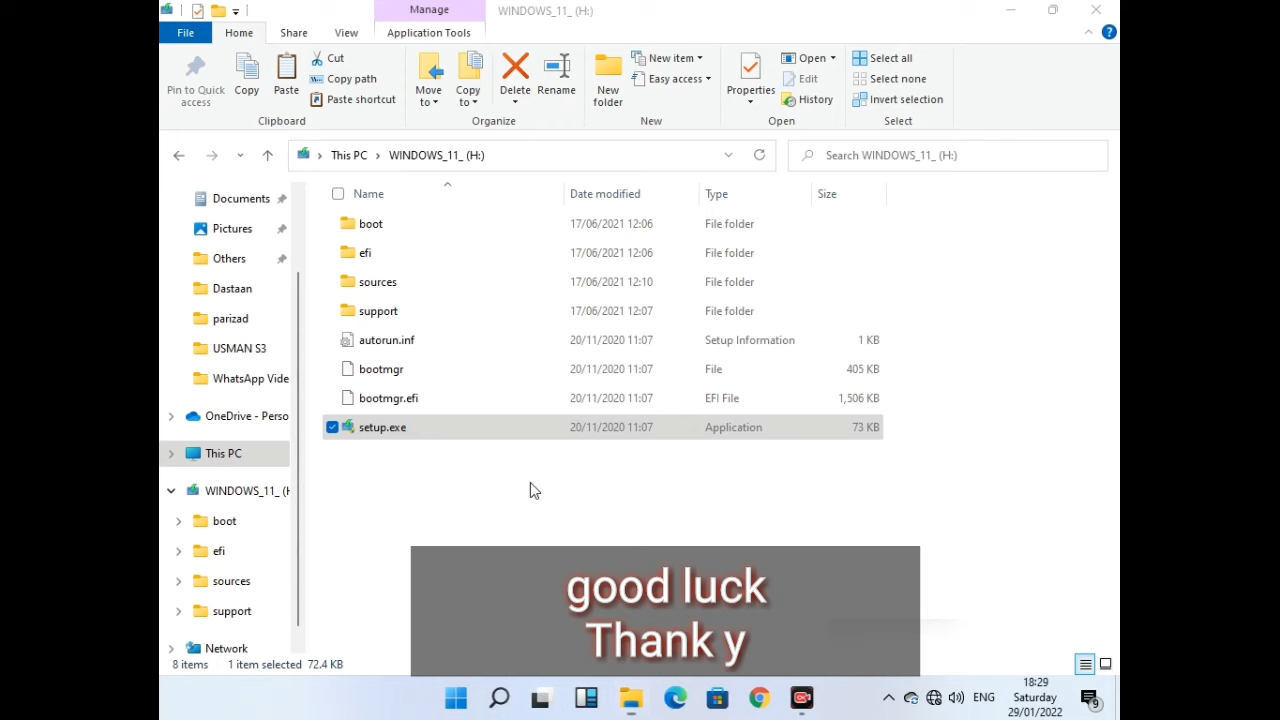 Manage
WINDOWS_11_ (H:)
File
Home
Share
View
Application Tools
Pin to Quick
access
Copy
Paste
Cut
Copy path
Paste shortcut
Clipboard
Move
to
Copy
to
Delete
Rename
Organize
New
folder
New item
Easy access
New
Properties
Open
Edit
History
Open
Select all
Select none
Invert selection
Select
This PC > WINDOWS_11_ (H:)
Search WINDOWS_11_ (H:)
Documents
Pictures
Others
Dastaan
parizad
USMAN S3
WhatsApp Vide
OneDrive - Perso
This PC
WINDOWS_11_ (H
boot
efi
sources
support
Network
Name Date modified Type Size
boot 17/06/2021 12:06 File folder
efi 17/06/2021 12:06 File folder
sources 17/06/2021 12:10 File folder
support 17/06/2021 12:07 File folder
autorun.inf 20/11/2020 11:07 Setup Information 1 KB
bootmgr 20/11/2020 11:07 File 405 KB
bootmgr.efi 20/11/2020 11:07 EFI File 1,506 KB
setup.exe 20/11/2020 11:07 Application 73 KB
good luck
Thank y
8 items 1 item selected 72.4 KB
ENG
18:29
Saturday
29/01/2022
9